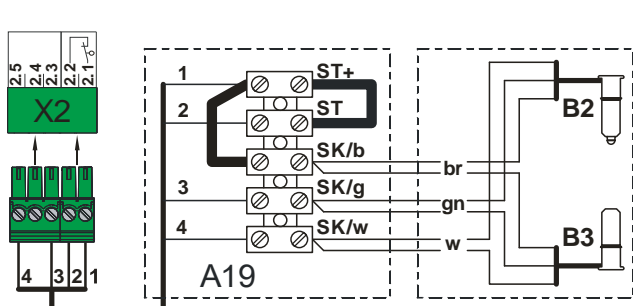 2.5
2.4
2.3
2.2
2.1
X2
4 3 2 1
1
2
3
4
ST+
ST
SK/b
SK/g
SK/w
A19
br
gn
w
B2
B3